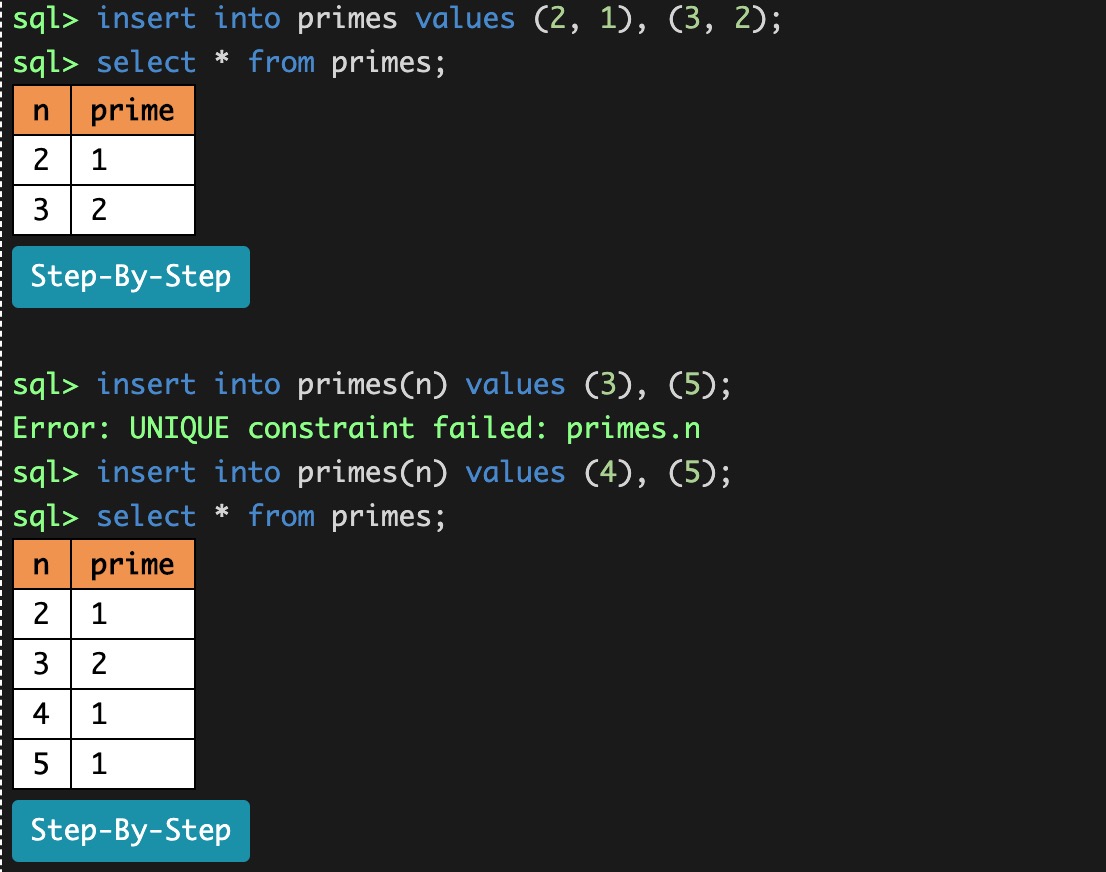 sql> insert into primes values (2, 1), (3, 2);
sql> select * from primes;
n prime
2 1
3 2
Step-By-Step
sql> insert into primes(n) values (3), (5);
Error: UNIQUE constraint failed: primes.n
sql> insert into primes(n) values (4), (5);
sql> select * from primes;
n prime
2 1
3 2
4 1
5 1
Step-By-Step